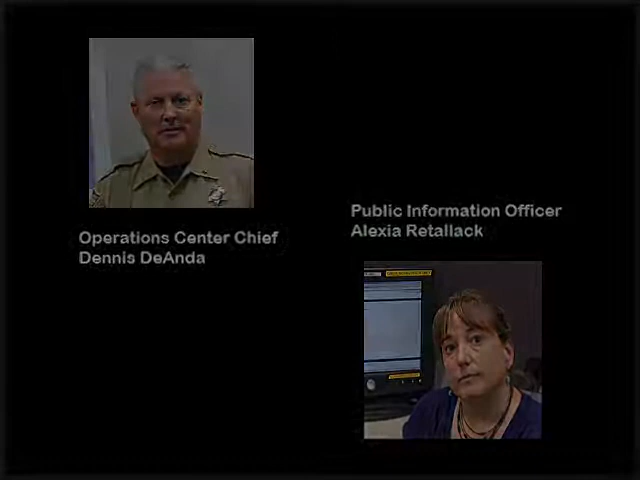 Operations Center Chief
Dennis DeAnda
Public Information Officer
Alexia Retallack